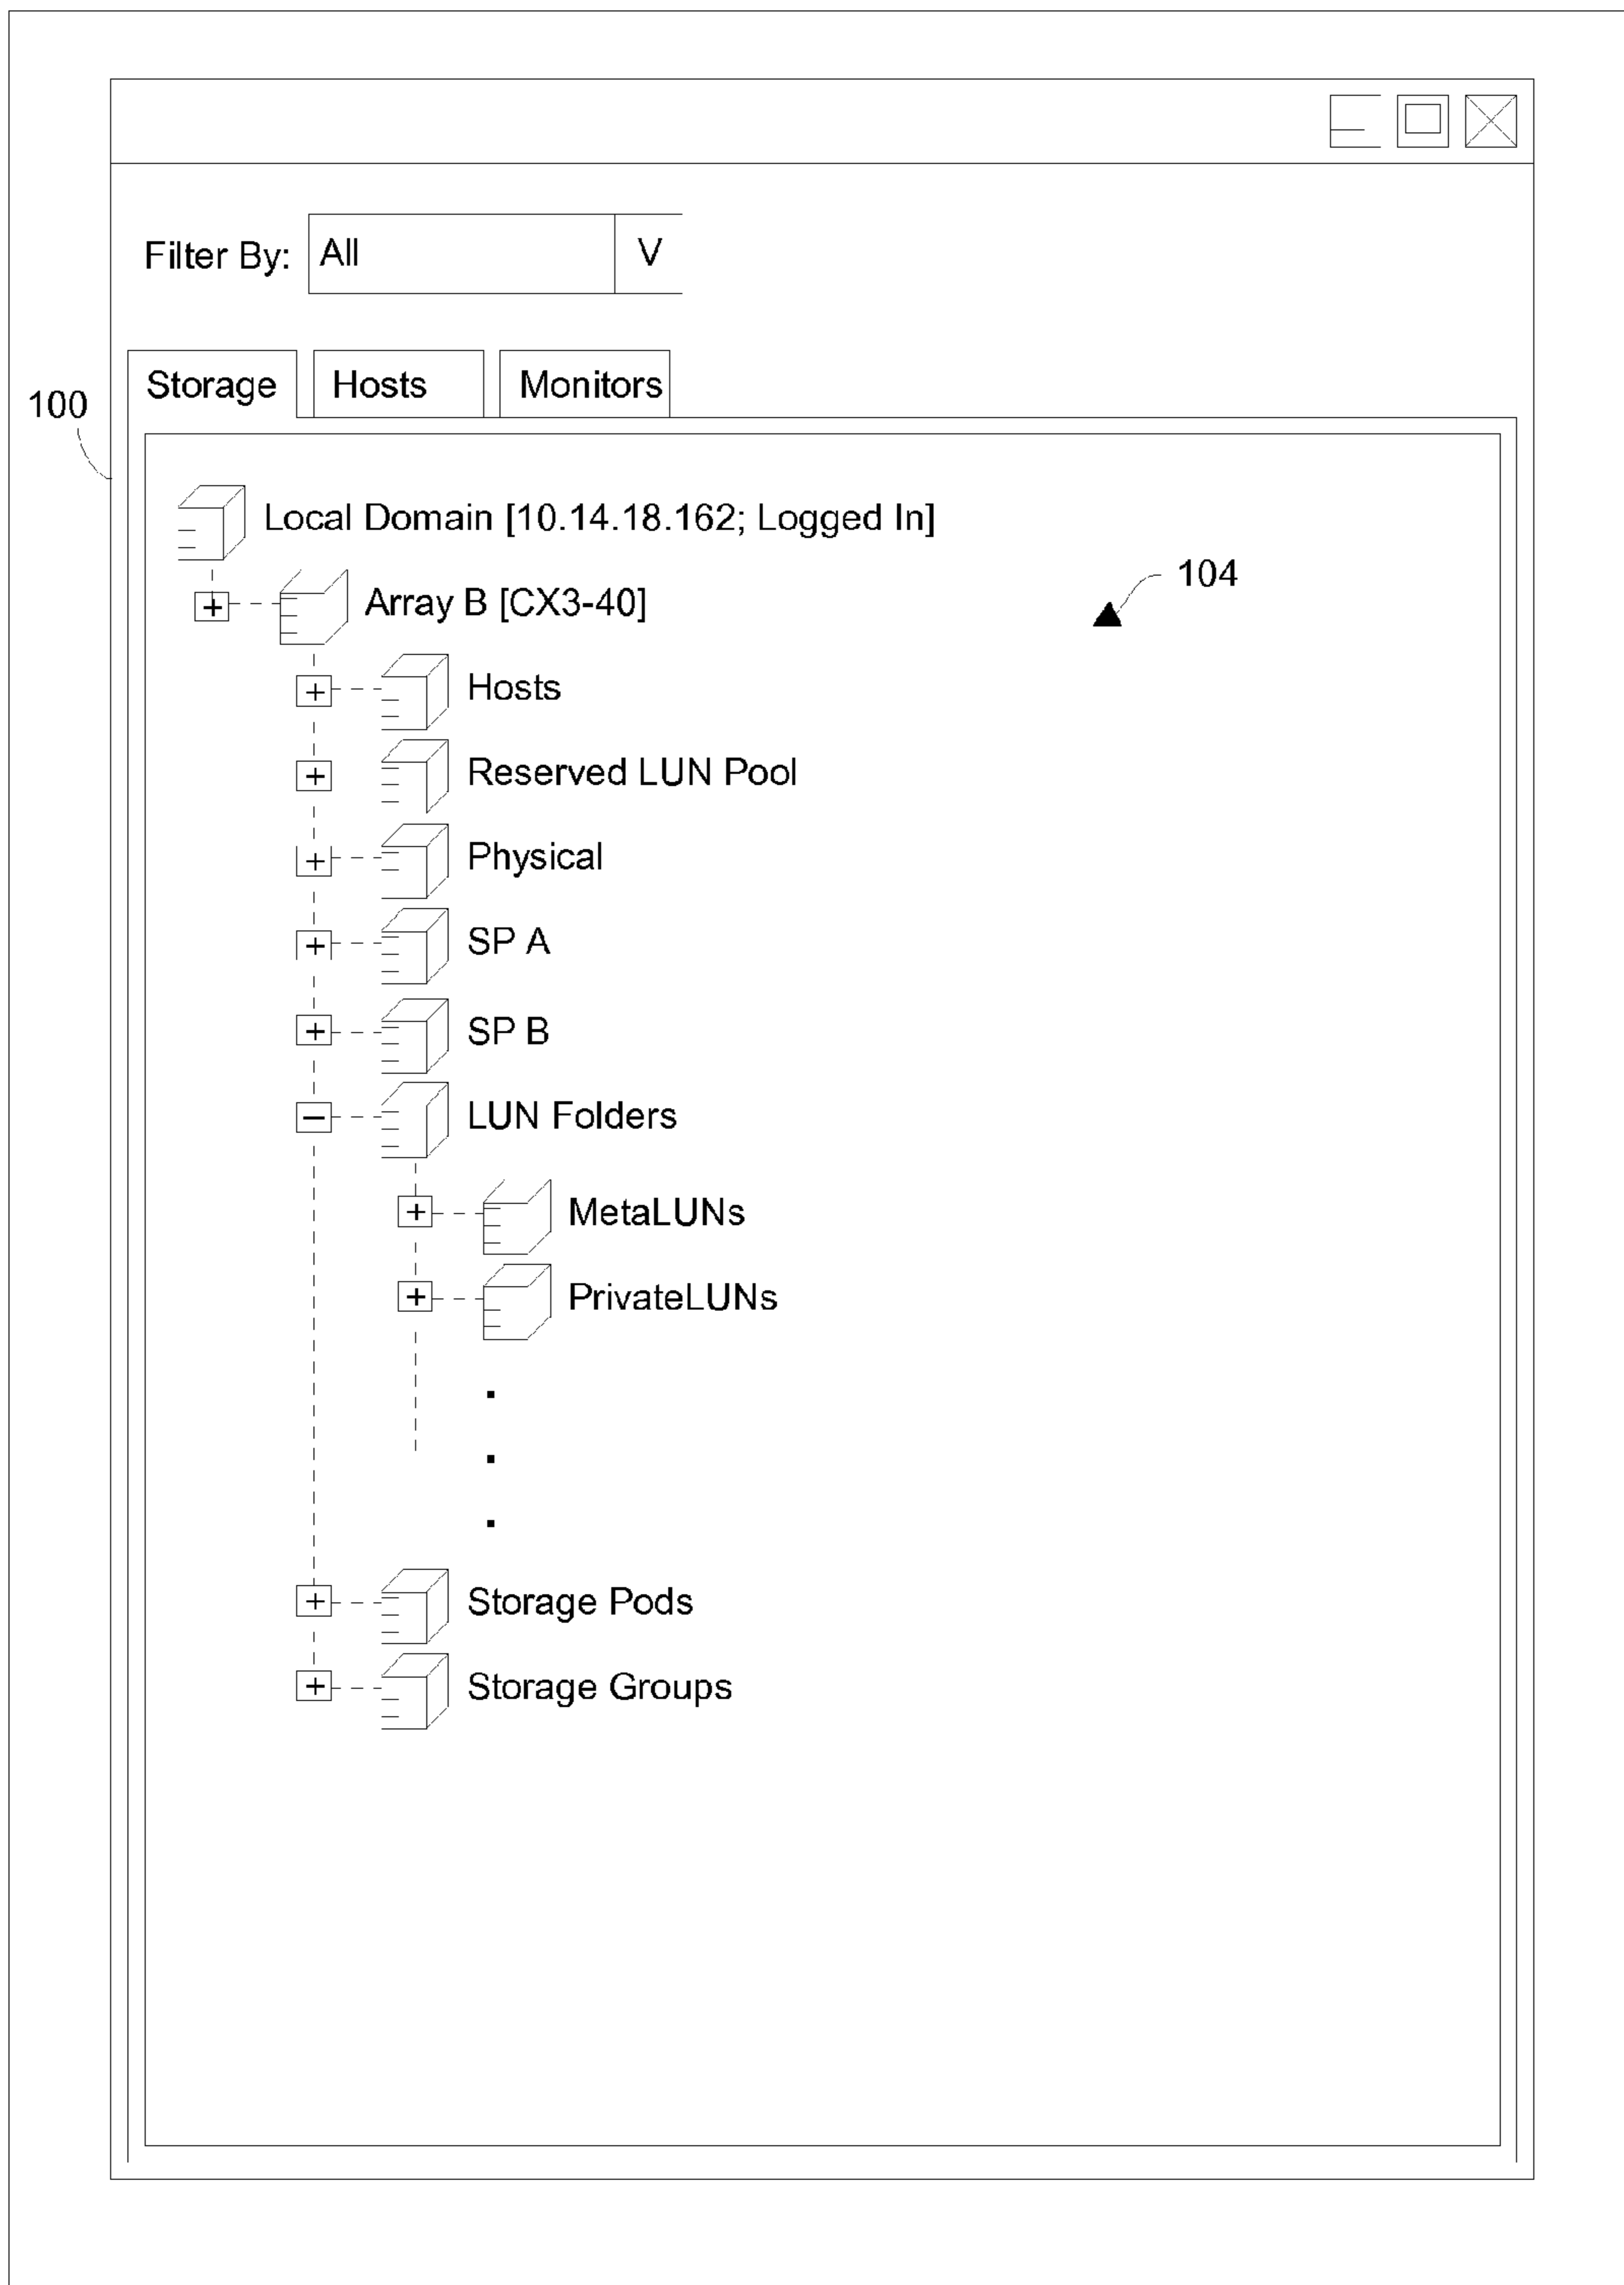 Filter By: All V
Storage Hosts Monitors
100
Local Domain [10.14.18.162; Logged In]
104
+ Array B [CX3-40]
+ Hosts
+ Reserved LUN Pool
+ Physical
+ SP A
+ SP B
− LUN Folders
+ MetaLUNs
+ PrivateLUNs
.
.
.
+ Storage Pods
+ Storage Groups